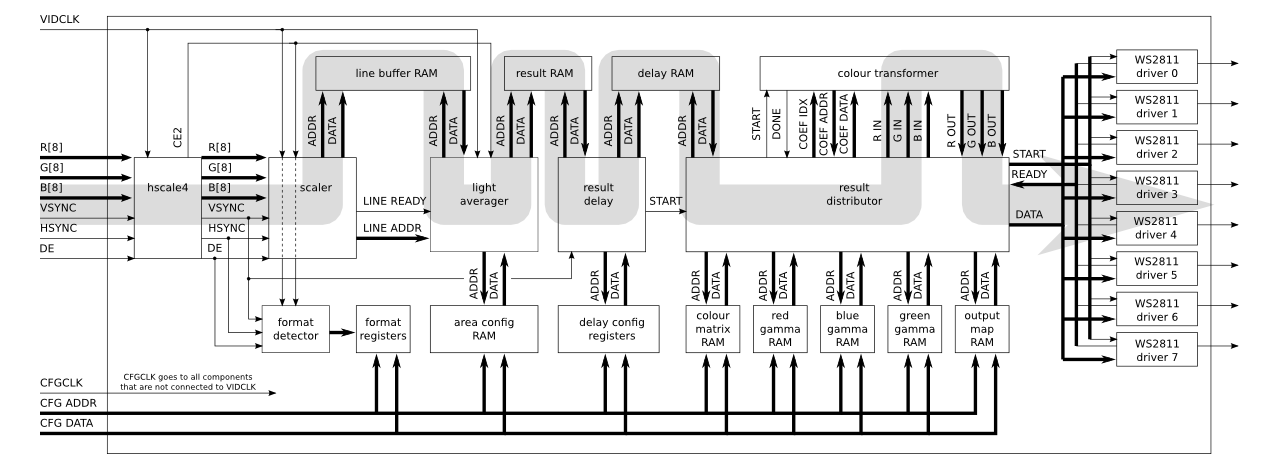 VIDCLK
line buffer RAM
result RAM
delay RAM
colour transformer
WS2811
driver 0
WS2811
driver 1
WS2811
driver 2
WS2811
driver 3
WS2811
driver 4
WS2811
driver 5
WS2811
driver 6
WS2811
driver 7
CE2
ADDR
DATA
ADDR
DATA
ADDR
DATA
ADDR
DATA
ADDR
DATA
START
DONE
COEF IDX
COEF ADDR
COEF DATA
R IN
G IN
B IN
R OUT
G OUT
B OUT
R[8]
G[8]
B[8]
VSYNC
HSYNC
DE
hscale4
R[8]
G[8]
B[8]
VSYNC
HSYNC
DE
scaler
LINE READY
LINE ADDR
light
averager
result
delay
START
result
distributor
START
READY
DATA
ADDR
DATA
ADDR
DATA
ADDR
DATA
ADDR
DATA
ADDR
DATA
ADDR
DATA
ADDR
DATA
format
detector
format
registers
area config
RAM
delay config
registers
colour
matrix
RAM
red
gamma
RAM
blue
gamma
RAM
green
gamma
RAM
output
map
RAM
CFGCLK
CFGCLK goes to all components
that are not connected to VIDCLK
CFG ADDR
CFG DATA